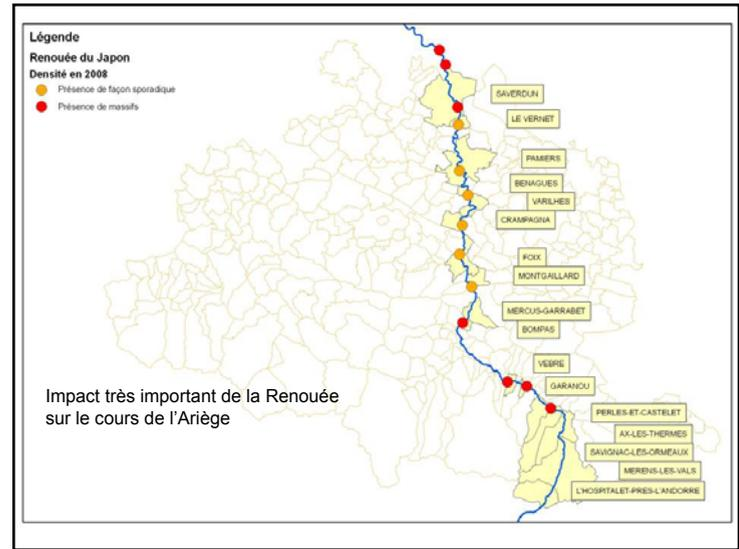 Légende
Renouée du Japon
Densité en 2008
Présence de façon sporadique
Présence de massifs
SAVERDUN
LE VERNET
PAMIERS
BENAGUES
VARILHES
CRAMPAGNA
FOIX
MONTGAILLARD
MERCUS-GARRABET
BOMPAS
VEBRE
GARANOU
PERLES-ET-CASTELET
AX-LES-THERMES
SAVIGNAC-LES-ORMEAUX
MERENS-LES-VALS
L'HOSPITALET-PRES-L'ANDORRE
Impact très important de la Renouée
sur le cours de l'Ariège